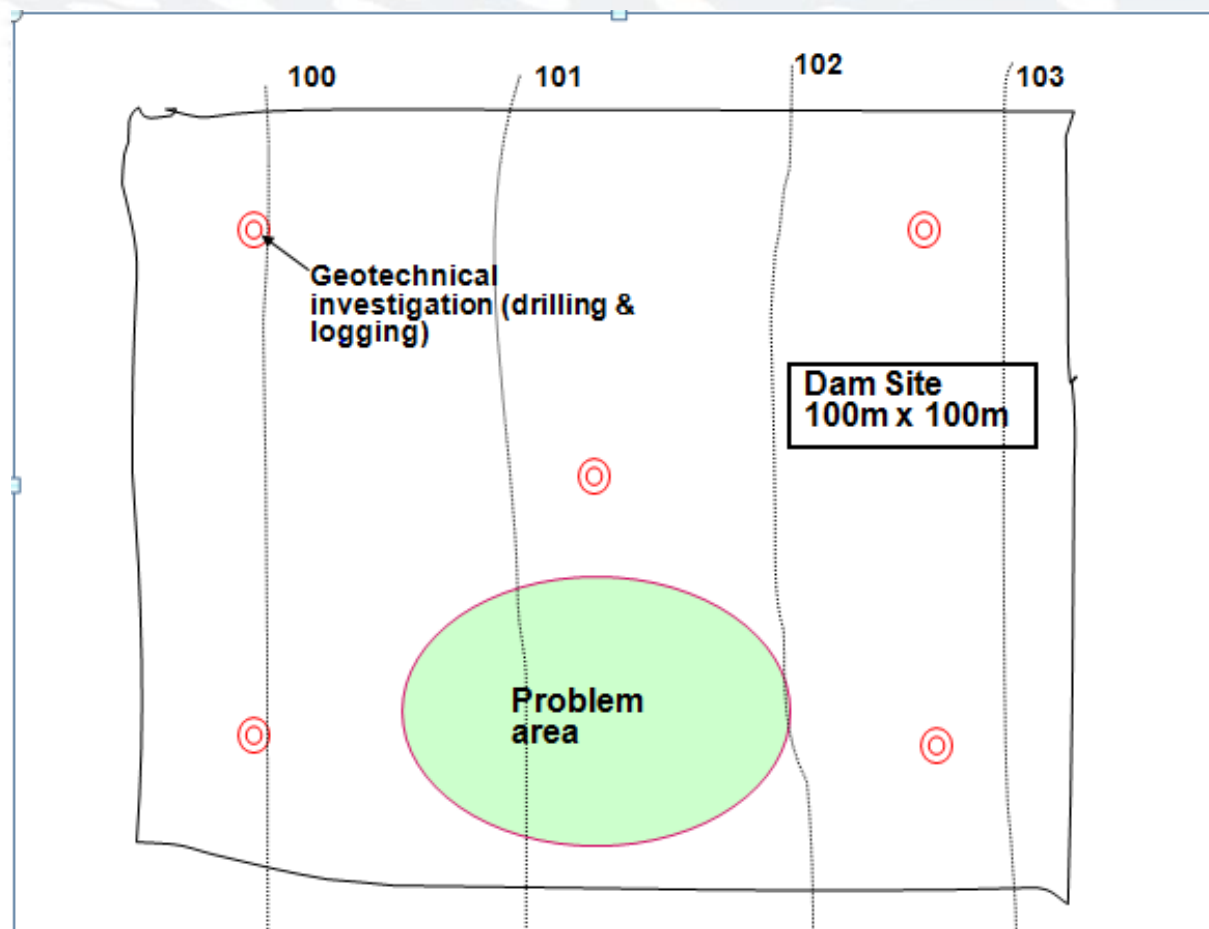 100
101
102
103
Geotechnical
investigation (drilling &
logging)
Dam Site
100m x 100m
Problem
area